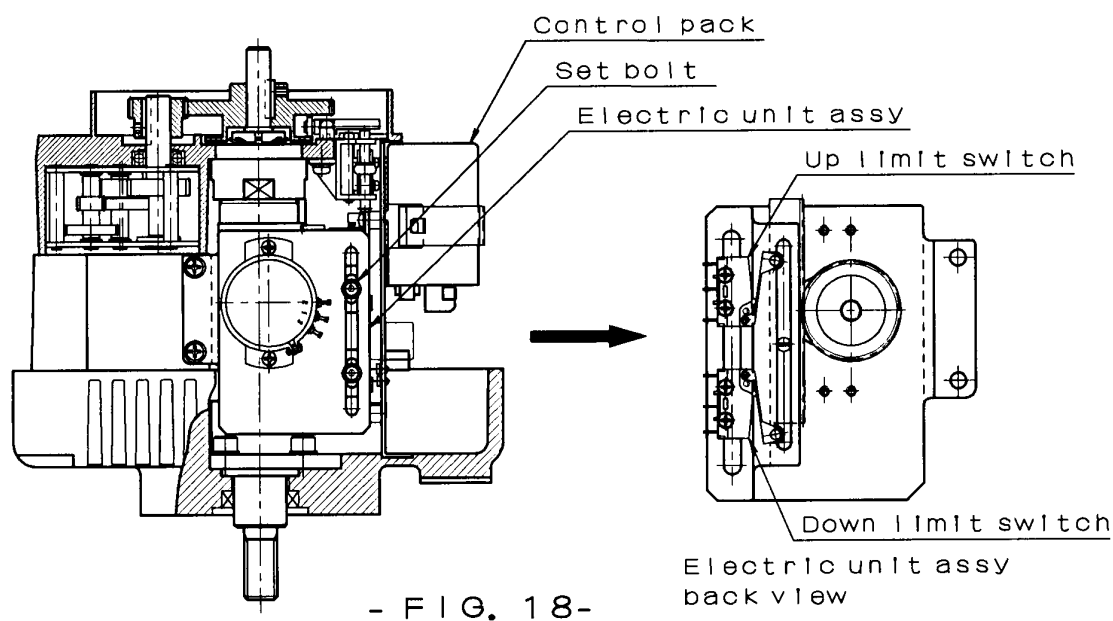 Control pack
Set bolt
Electric unit assy
Up limit switch
Down limit switch
Electric unit assy
back view
- FIG. 18-